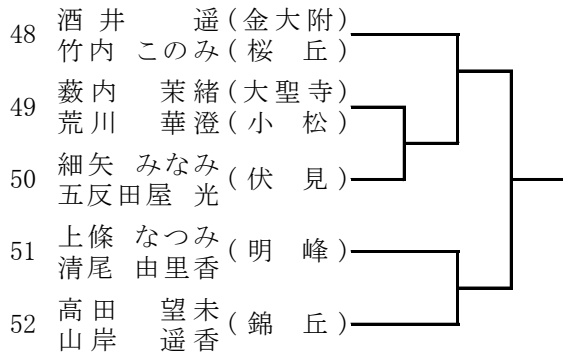 48 酒井 遥(金大附)
竹内 このみ(桜丘)
49 薮内 茉緒(大聖寺)
荒川 華澄(小松)
50 細矢 みなみ(伏見)
五反田屋 光
51 上條 なつみ(明峰)
清尾 由里香
52 高田 望未(錦丘)
山岸 遥香